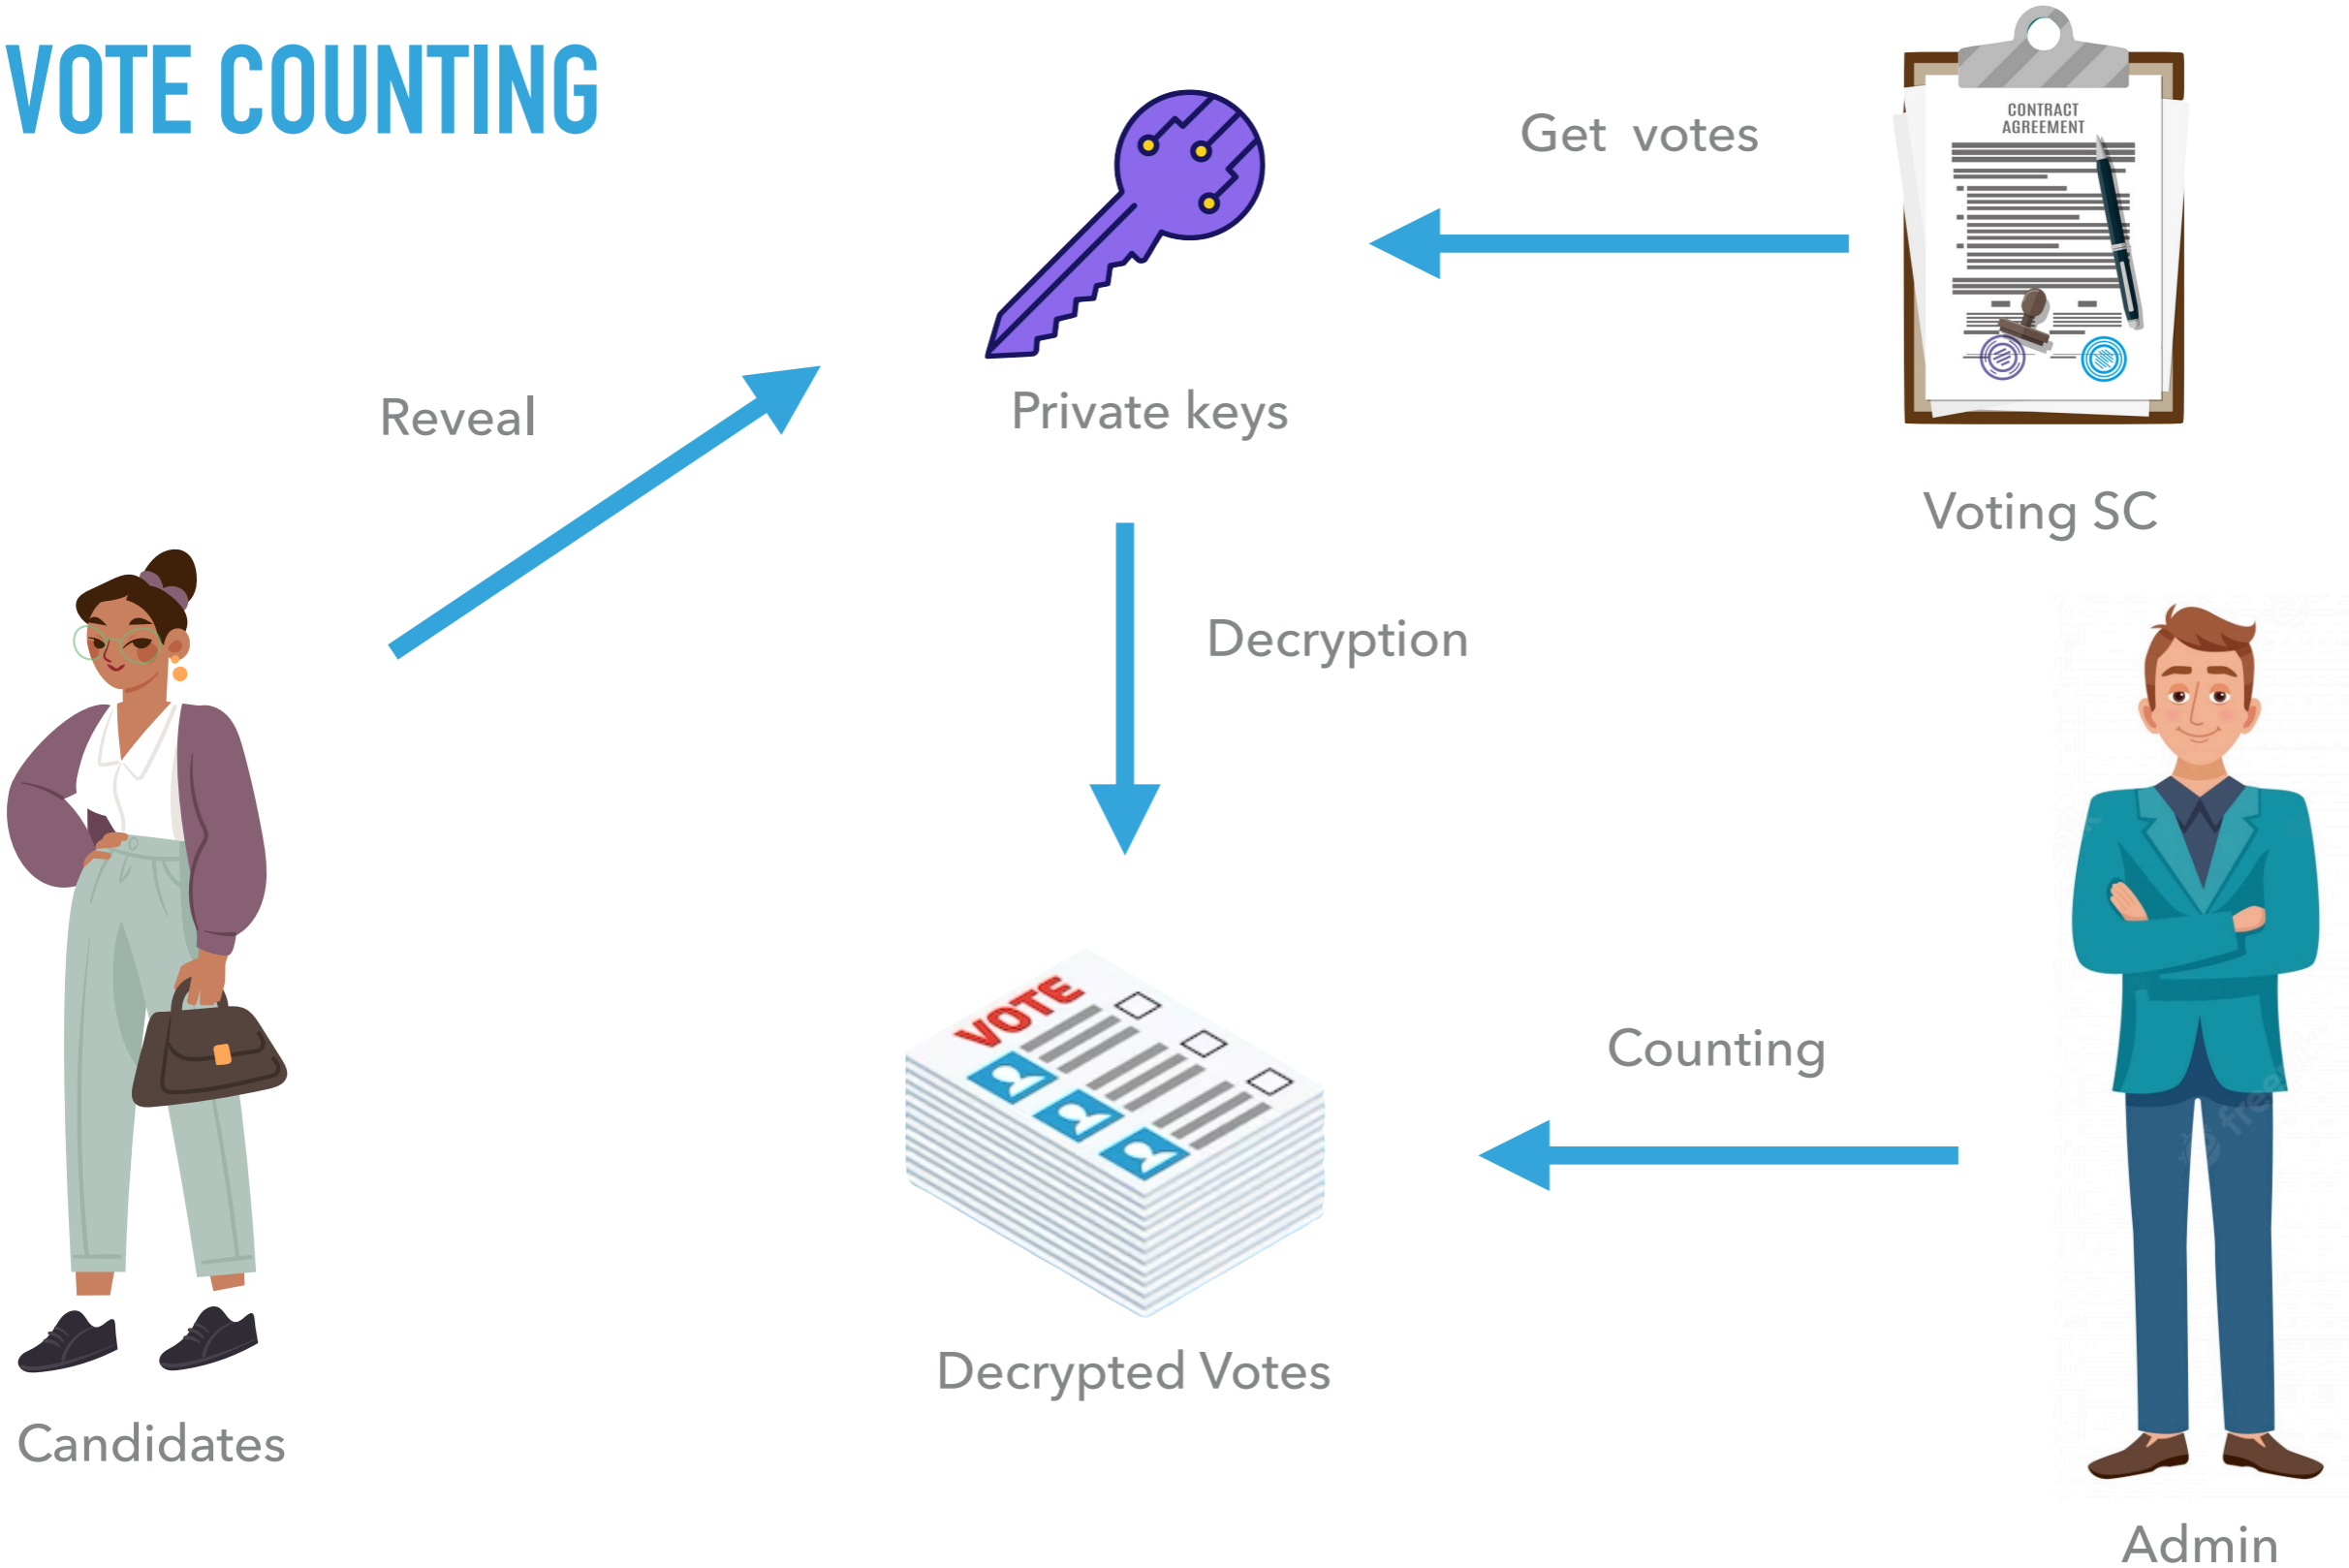 VOTE COUNTING
Get votes
CONTRACT
AGREEMENT
Reveal
Private keys
Voting SC
Decryption
VOTE
Counting
Decrypted Votes
Candidates
Admin